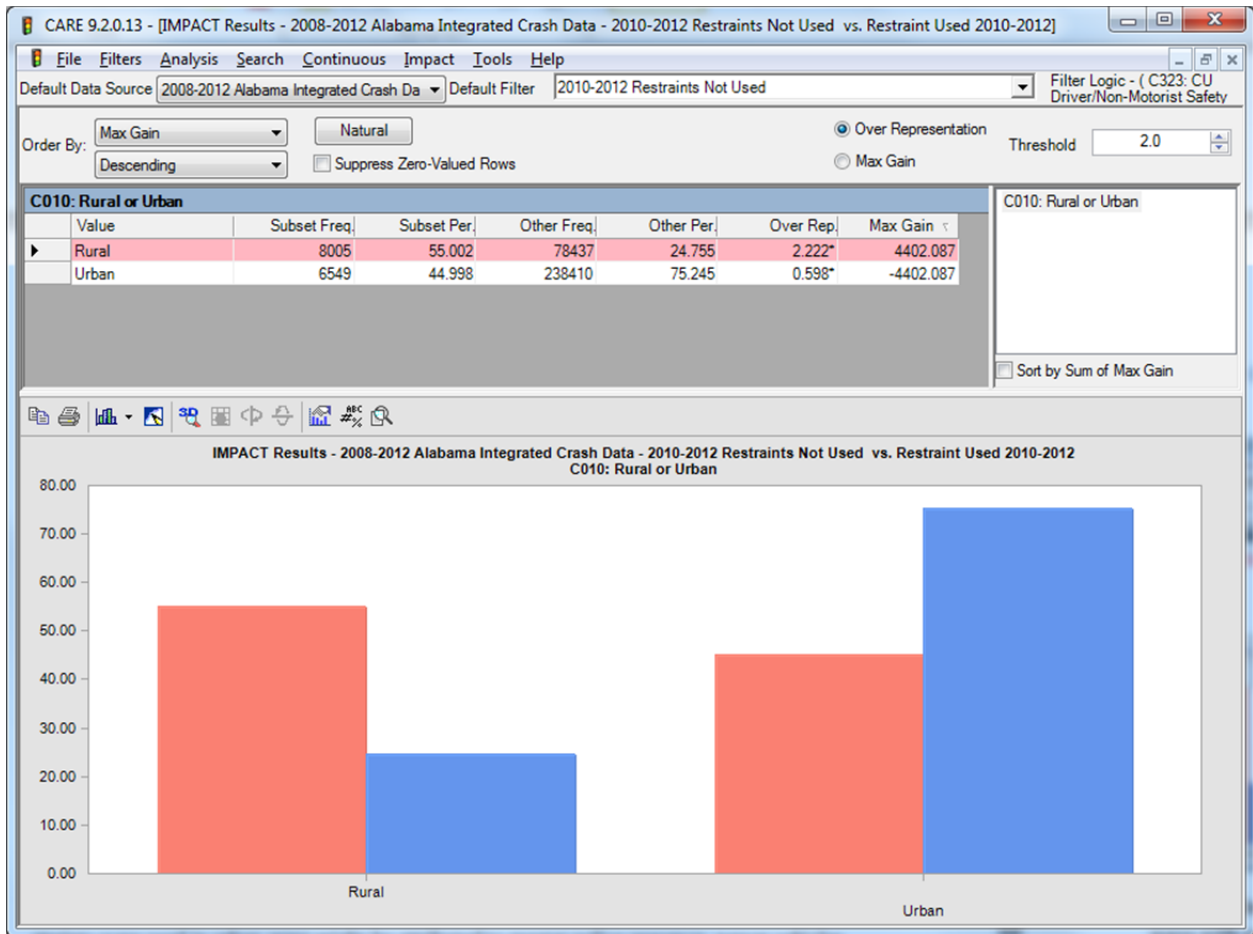 CARE 9.2.0.13 - [IMPACT Results - 2008-2012 Alabama Integrated Crash Data - 2010-2012 Restraints Not Used vs. Restraint Used 2010-2012]
File Filters Analysis Search Continuous Impact Tools Help
Default Data Source 2008-2012 Alabama Integrated Crash Da Default Filter 2010-2012 Restraints Not Used Filter Logic - ( C323: CU
Driver/Non-Motorist Safety
Order By: Max Gain Natural Over Representation Threshold 2.0
Descending Suppress Zero-Valued Rows Max Gain
C010: Rural or Urban C010: Rural or Urban
Value Subset Freq. Subset Per. Other Freq. Other Per. Over Rep. Max Gain
Rural 8005 55.002 78437 24.755 2.222* 4402.087
Urban 6549 44.998 238410 75.245 0.598* -4402.087
Sort by Sum of Max Gain
3D ABC #%
IMPACT Results - 2008-2012 Alabama Integrated Crash Data - 2010-2012 Restraints Not Used vs. Restraint Used 2010-2012
C010: Rural or Urban
80.00
70.00
60.00
50.00
40.00
30.00
20.00
10.00
0.00
Rural
Urban